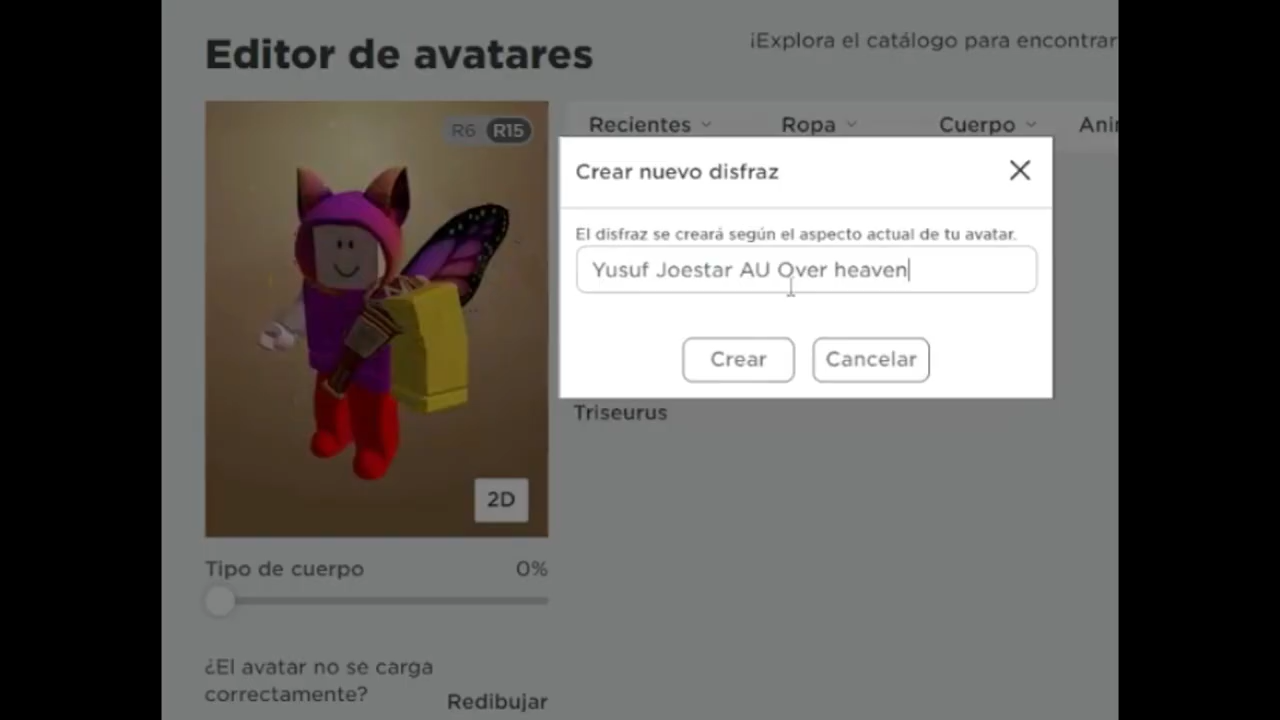 Editor de avatares
¡Explora el catálogo para encontrar
R6 R15
Recientes Ropa Cuerpo Anir
Crear nuevo disfraz
El disfraz se creará según el aspecto actual de tu avatar.
Yusuf Joestar AU Over heaven
Crear Cancelar
Triseurus
2D
Tipo de cuerpo 0%
¿El avatar no se carga
correctamente?
Redibujar